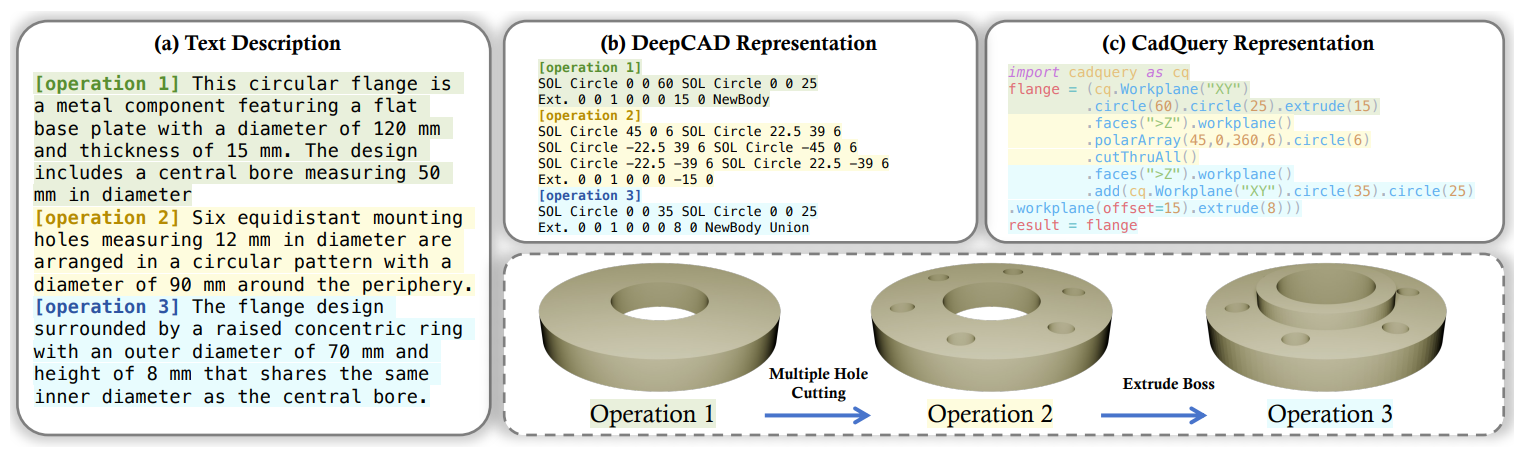 (a) Text Description
[operation 1] This circular flange is
a metal component featuring a flat
base plate with a diameter of 120 mm
and thickness of 15 mm. The design
includes a central bore measuring 50
mm in diameter
[operation 2] Six equidistant mounting
holes measuring 12 mm in diameter are
arranged in a circular pattern with a
diameter of 90 mm around the periphery.
[operation 3] The flange design
surrounded by a raised concentric ring
with an outer diameter of 70 mm and
height of 8 mm that shares the same
inner diameter as the central bore.
(b) DeepCAD Representation
[operation 1]
SOL Circle 0 0 60 SOL Circle 0 0 25
Ext. 0 0 1 0 0 0 15 0 NewBody
[operation 2]
SOL Circle 45 0 6 SOL Circle 22.5 39 6
SOL Circle -22.5 39 6 SOL Circle -45 0 6
SOL Circle -22.5 -39 6 SOL Circle 22.5 -39 6
Ext. 0 0 1 0 0 0 -15 0
[operation 3]
SOL Circle 0 0 35 SOL Circle 0 0 25
Ext. 0 0 1 0 0 0 8 0 NewBody Union
(c) CadQuery Representation
import cadquery as cq
flange = (cq.Workplane("XY")
.circle(60).circle(25).extrude(15)
.faces(">Z").workplane()
.polarArray(45,0,360,6).circle(6)
.cutThruAll()
.faces(">Z").workplane()
.add(cq.Workplane("XY").circle(35).circle(25)
.workplane(offset=15).extrude(8)))
result = flange
Multiple Hole
Cutting
Extrude Boss
Operation 1
Operation 2
Operation 3